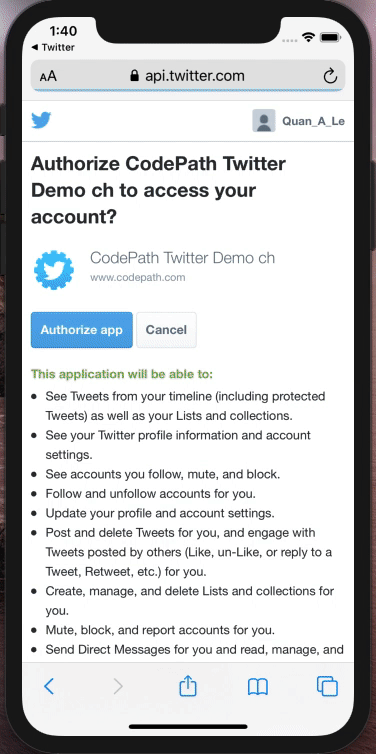 1:40
Twitter
AA
api.twitter.com
Quan_A_Le
Authorize CodePath Twitter
Demo ch to access your
account?
CodePath Twitter Demo ch
www.codepath.com
Authorize app
Cancel
This application will be able to:
See Tweets from your timeline (including protected
Tweets) as well as your Lists and collections.
See your Twitter profile information and account
settings.
See accounts you follow, mute, and block.
Follow and unfollow accounts for you.
Update your profile and account settings.
Post and delete Tweets for you, and engage with
Tweets posted by others (Like, un-Like, or reply to a
Tweet, Retweet, etc.) for you.
Create, manage, and delete Lists and collections for
you.
Mute, block, and report accounts for you.
Send Direct Messages for you and read, manage, and